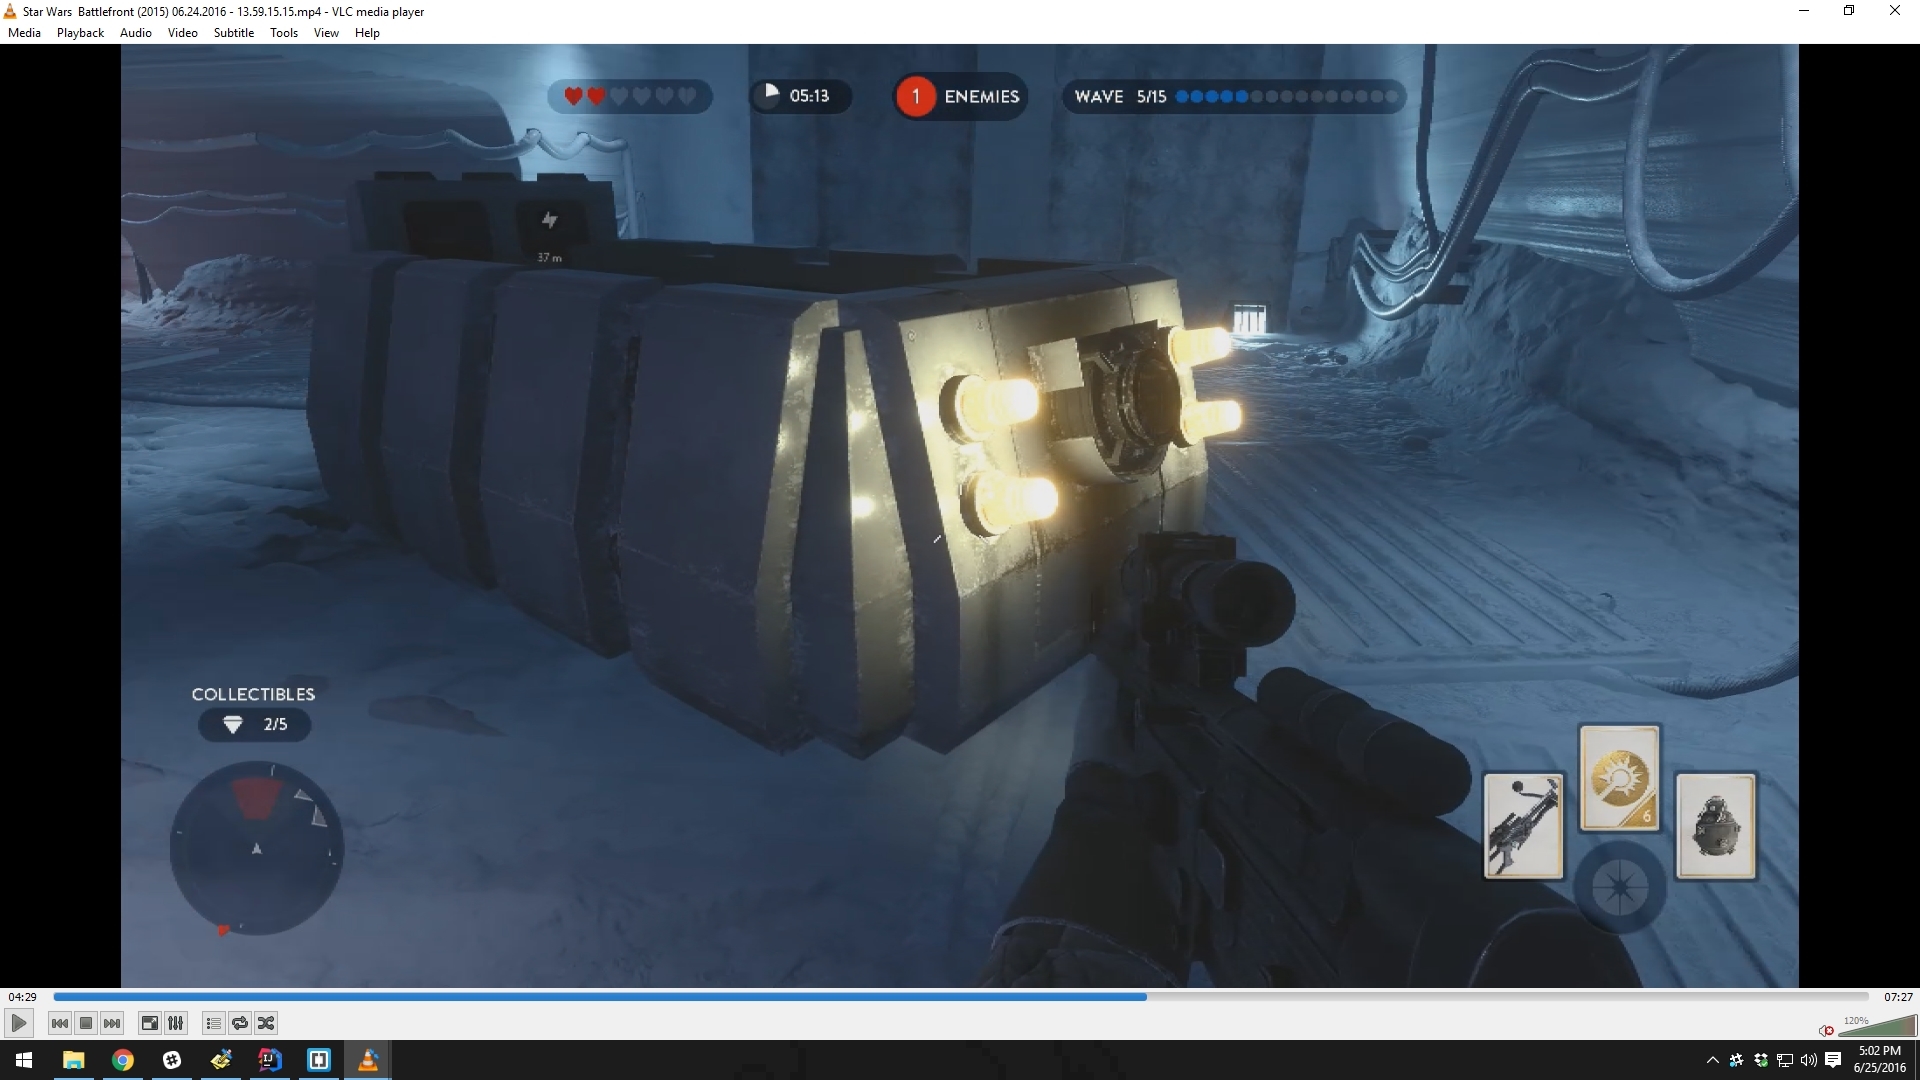 Star Wars Battlefront (2015) 06.24.2016 - 13.59.15.15.mp4 - VLC media player
Media Playback Audio Video Subtitle Tools View Help
05:13
1 ENEMIES
WAVE 5/15
37 m
COLLECTIBLES
2/5
6
04:29
07:27
120%
5:02 PM
6/25/2016